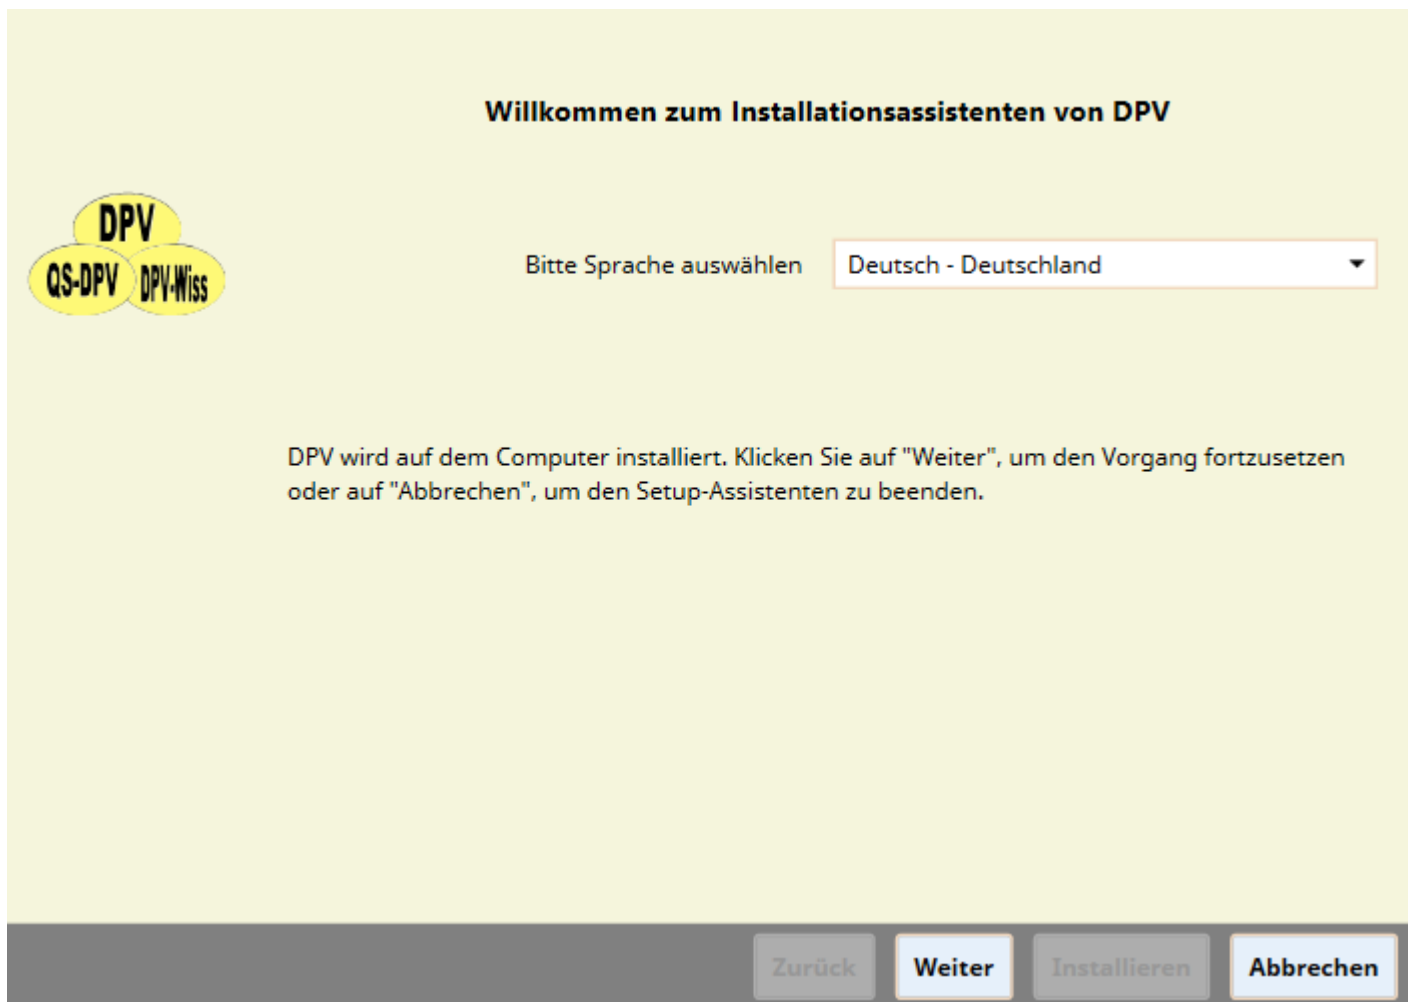 Willkommen zum Installationsassistenten von DPV
DPV
QS-DPV DPV-Wiss
Bitte Sprache auswählen Deutsch - Deutschland
DPV wird auf dem Computer installiert. Klicken Sie auf "Weiter", um den Vorgang fortzusetzen
oder auf "Abbrechen", um den Setup-Assistenten zu beenden.
Zurück Weiter Installieren Abbrechen